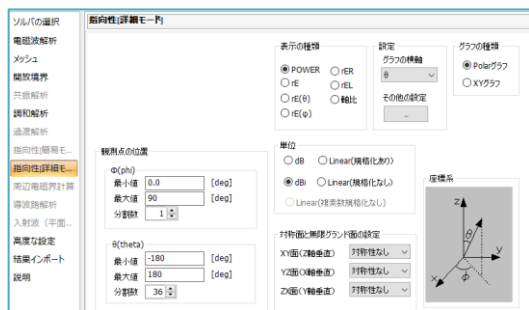 ソルバの選択
電磁波解析
メッシュ
開放境界
共振解析
調和解析
過渡解析
指向性[簡易モ...
指向性[詳細モ...
周辺電磁界計算
導波路解析
入射波（平面...
高度な設定
結果インポート
説明
指向性[詳細モード]
表示の種類
POWER
rE
rE(θ)
rE(φ)
rER
rEL
軸比
設定
グラフの横軸
θ
その他の設定
...
グラフの種類
Polarグラフ
XYグラフ
観測点の位置
Φ(phi)
最小値 0.0 [deg]
最大値 90 [deg]
分割数 1
θ(theta)
最小値 -180 [deg]
最大値 180 [deg]
分割数 36
単位
dB
Linear(規格化あり)
dBi
Linear(規格化なし)
Linear(複素数規格化なし)
対称面と無限グランド面の設定
XY面(Z軸垂直) 対称性なし
YZ面(X軸垂直) 対称性なし
ZX面(Y軸垂直) 対称性なし
座標系
Z
θ
Y
X
φ